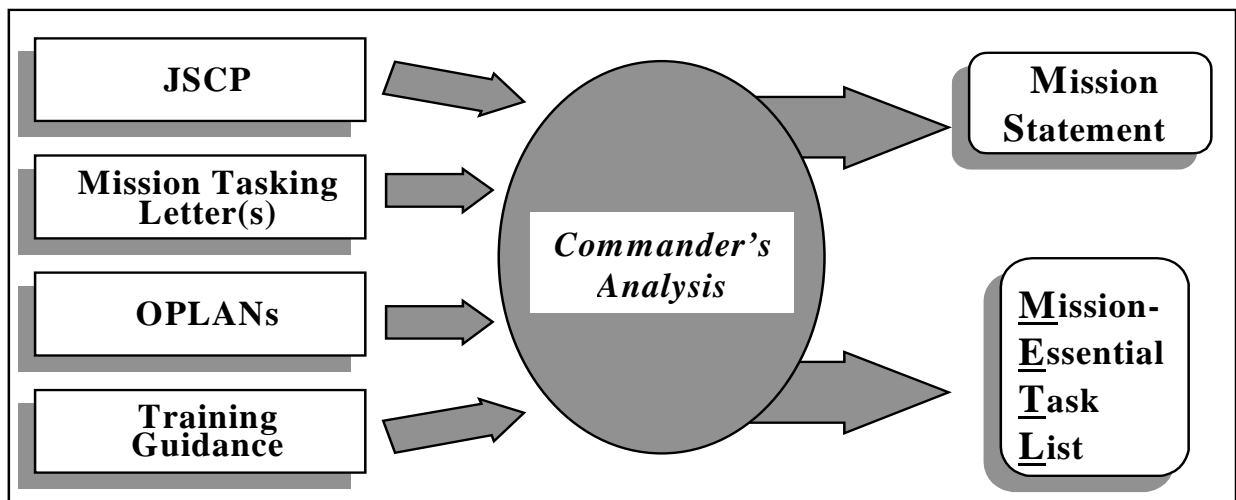 JSCP
Mission Tasking
Letter(s)
OPLANs
Training
Guidance
Commander’s
Analysis
Mission
Statement
Mission-
Essential
Task
List